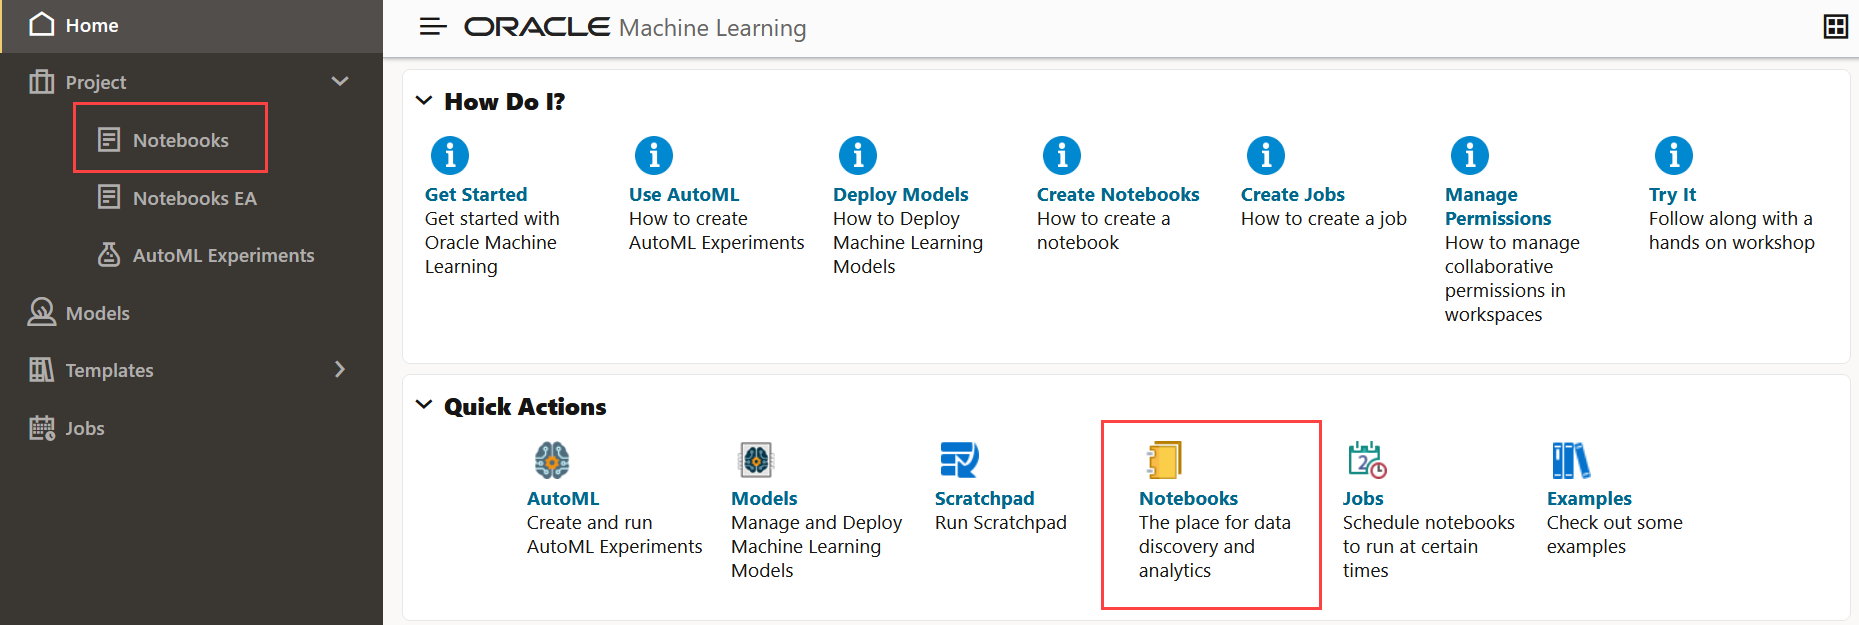 Home
Project
Notebooks
Notebooks EA
AutoML Experiments
Models
Templates
Jobs
ORACLE Machine Learning
How Do I?
Get Started
Get started with
Oracle Machine
Learning
Use AutoML
How to create
AutoML Experiments
Deploy Models
How to Deploy
Machine Learning
Models
Create Notebooks
How to create a
notebook
Create Jobs
How to create a job
Manage
Permissions
How to manage
collaborative
permissions in
workspaces
Try It
Follow along with a
hands on workshop
Quick Actions
AutoML
Create and run
AutoML Experiments
Models
Manage and Deploy
Machine Learning
Models
Scratchpad
Run Scratchpad
Notebooks
The place for data
discovery and
analytics
2
Jobs
Schedule notebooks
to run at certain
times
Examples
Check out some
examples